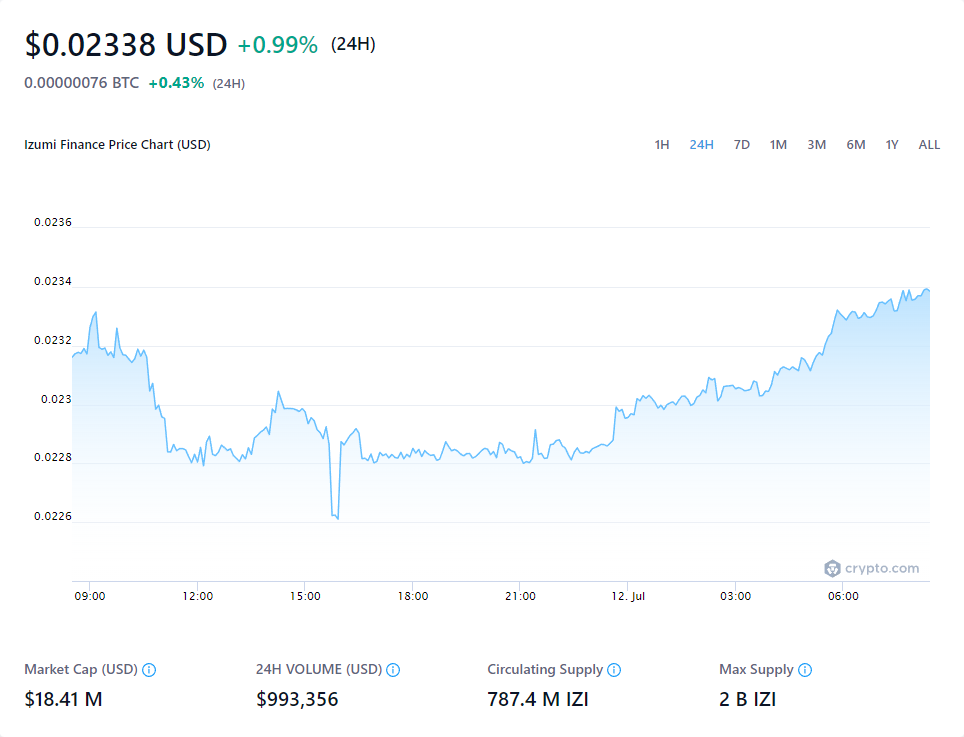 $0.02338 USD +0.99% (24H)
0.00000076 BTC +0.43% (24H)
Izumi Finance Price Chart (USD) 1H 24H 7D 1M 3M 6M 1Y ALL
0.0236
0.0234
0.0232
0.023
0.0228
0.0226
crypto.com
09:00 12:00 15:00 18:00 21:00 12. Jul 03:00 06:00
Market Cap (USD) 24H VOLUME (USD) Circulating Supply Max Supply
$18.41 M $993,356 787.4 M IZI 2 B IZI